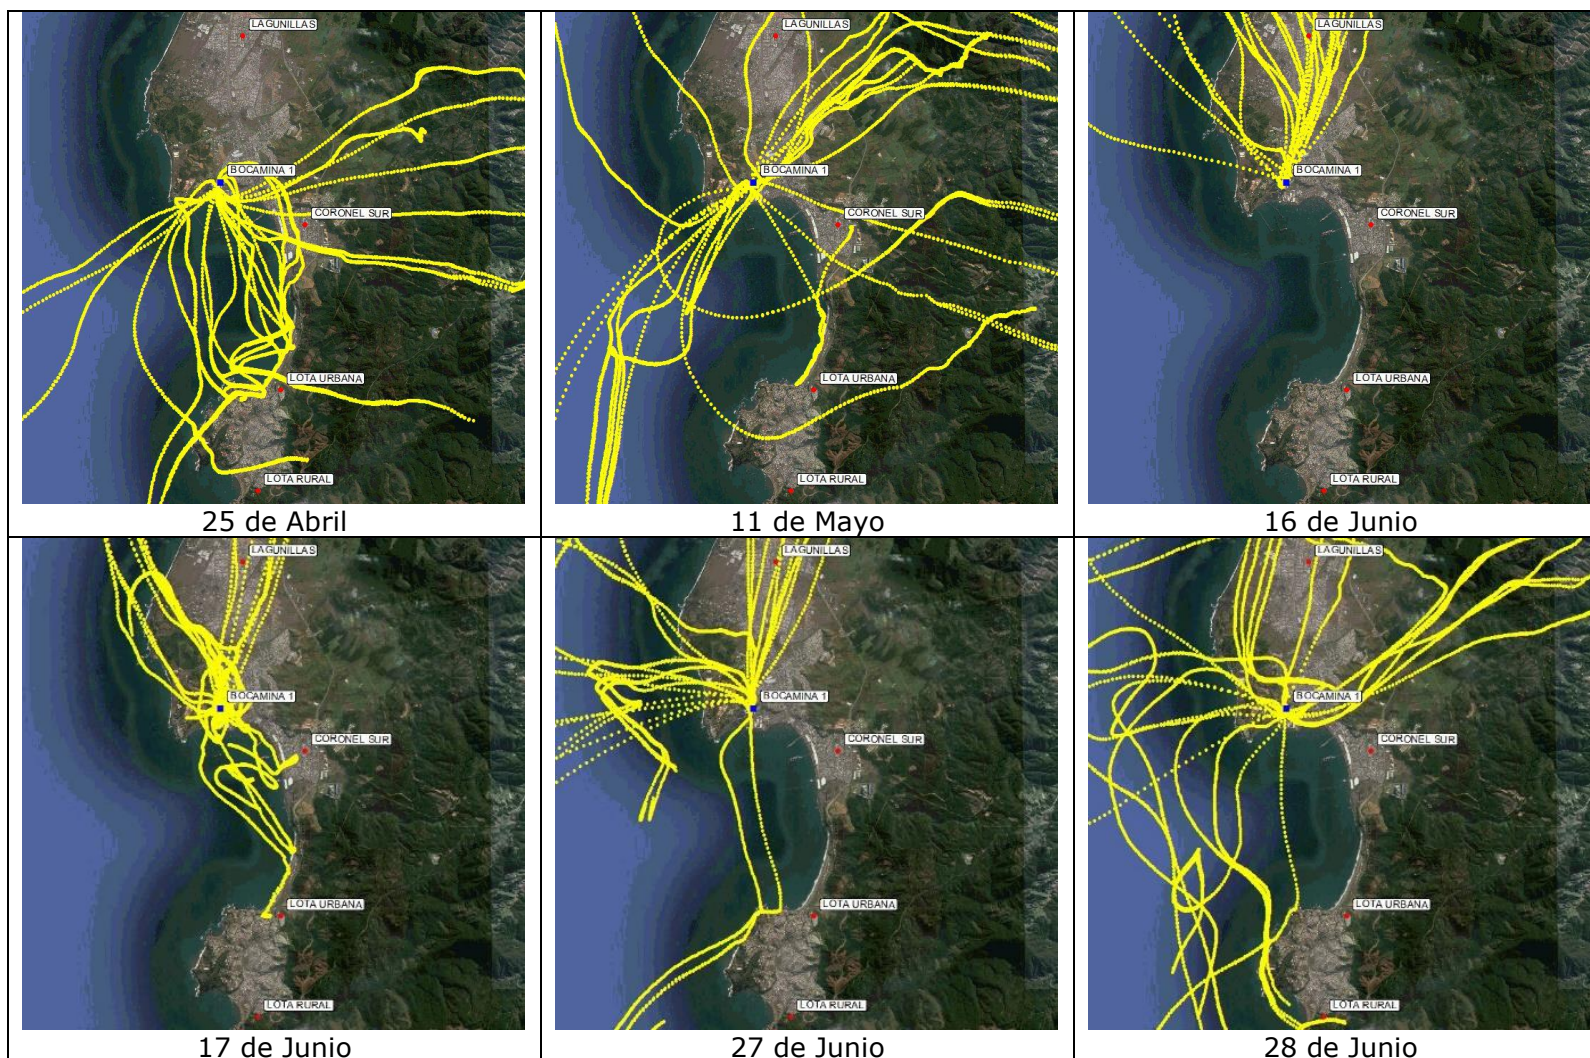 LAGUNILLAS
BOCAMINA 1
CORONEL SUR
LOTA URBANA
LOTA RURAL
25 de Abril
LAGUNILLAS
BOCAMINA 1
CORONEL SUR
LOTA URBANA
LOTA RURAL
11 de Mayo
LAGUNILLAS
BOCAMINA 1
CORONEL SUR
LOTA URBANA
LOTA RURAL
16 de Junio
LAGUNILLAS
BOCAMINA 1
CORONEL SUR
LOTA URBANA
LOTA RURAL
17 de Junio
LAGUNILLAS
BOCAMINA 1
CORONEL SUR
LOTA URBANA
LOTA RURAL
27 de Junio
LAGUNILLAS
BOCAMINA 1
CORONEL SUR
LOTA URBANA
LOTA RURAL
28 de Junio